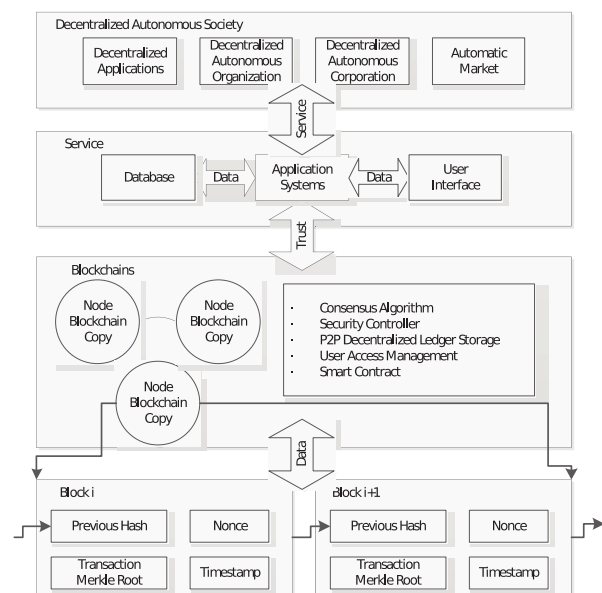 Decentralized Autonomous Society
Decentralized
Applications
Decentralized
Autonomous
Organization
Decentralized
Autonomous
Corporation
Automatic
Market
Service
Service
Database
Data
Application
Systems
Data
User
Interface
Trust
Blockchains
Node
Blockchain
Copy
Node
Blockchain
Copy
Node
Blockchain
Copy
· Consensus Algorithm
· Security Controller
· P2P Decentralized Ledger Storage
· User Access Management
· Smart Contract
Data
Block i
Previous Hash
Nonce
Transaction
Merkle Root
Timestamp
Block i+1
Previous Hash
Nonce
Transaction
Merkle Root
Timestamp